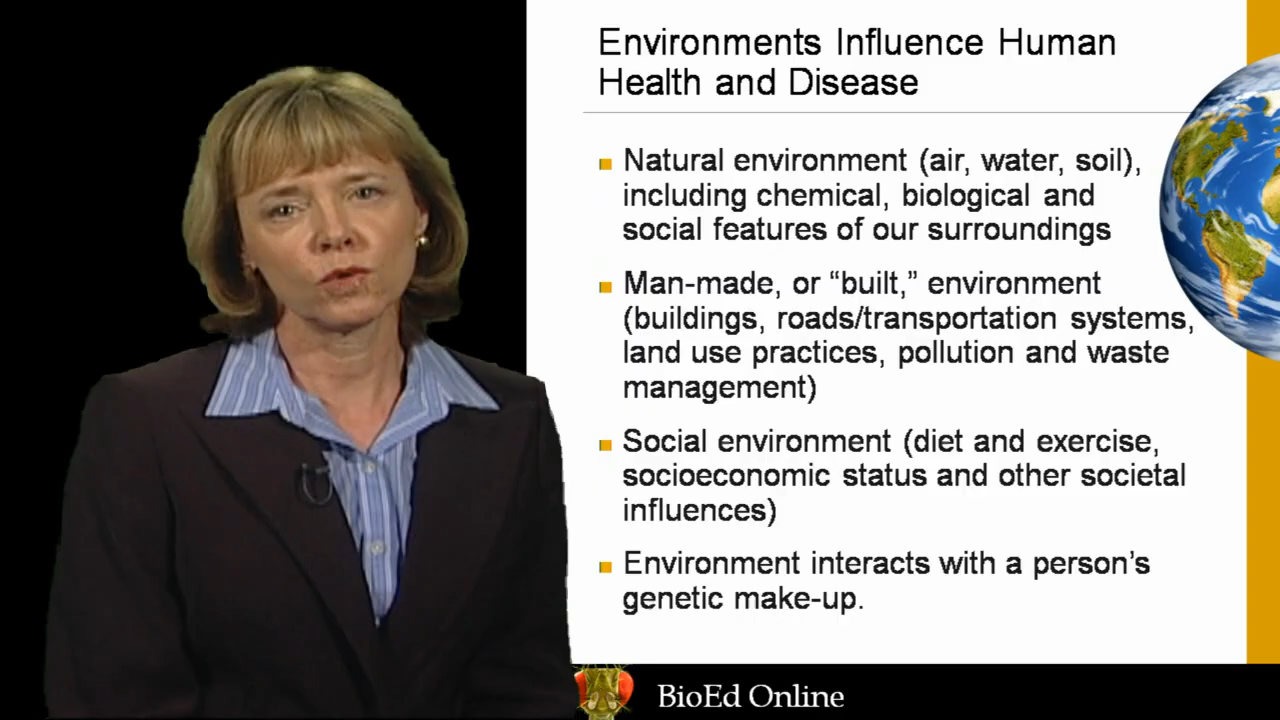 Environments Influence Human
Health and Disease
Natural environment (air, water, soil),
including chemical, biological and
social features of our surroundings
Man-made, or “built,” environment
(buildings, roads/transportation systems,
land use practices, pollution and waste
management)
Social environment (diet and exercise,
socioeconomic status and other societal
influences)
Environment interacts with a person’s
genetic make-up.
BioEd Online